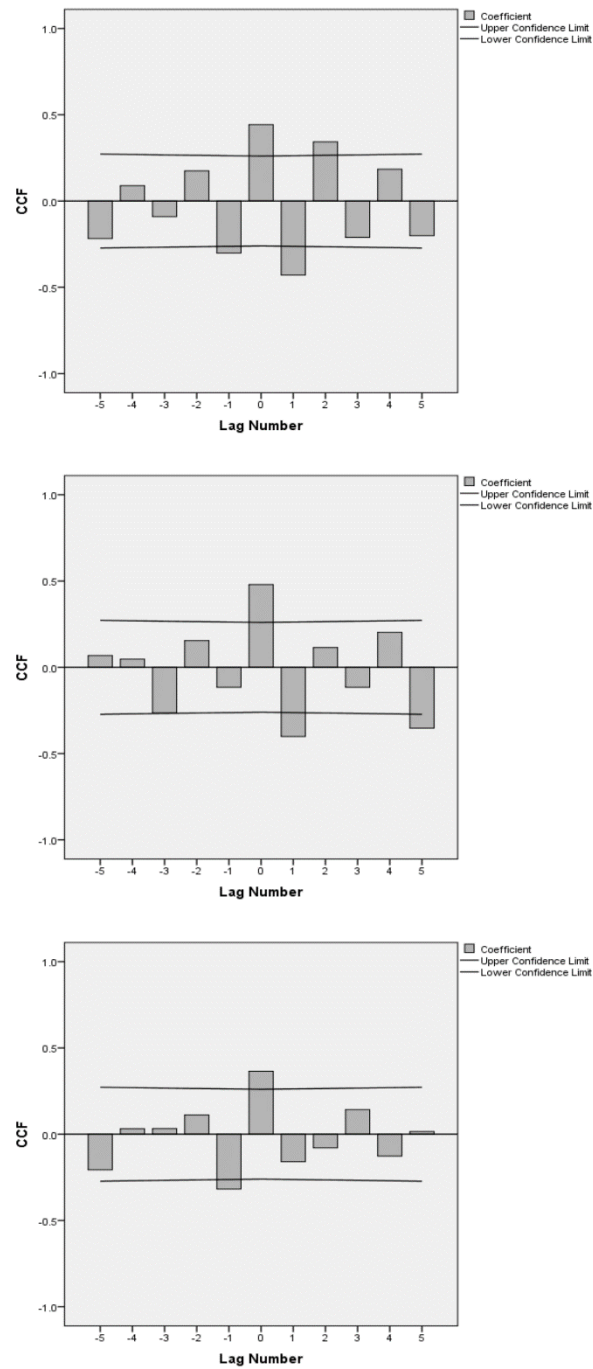 Coefficient
Upper Confidence Limit
Lower Confidence Limit
1.0
0.5
0.0
-0.5
-1.0
CCF
-5 -4 -3 -2 -1 0 1 2 3 4 5
Lag Number
Coefficient
Upper Confidence Limit
Lower Confidence Limit
1.0
0.5
0.0
-0.5
-1.0
CCF
-5 -4 -3 -2 -1 0 1 2 3 4 5
Lag Number
Coefficient
Upper Confidence Limit
Lower Confidence Limit
1.0
0.5
0.0
-0.5
-1.0
CCF
-5 -4 -3 -2 -1 0 1 2 3 4 5
Lag Number